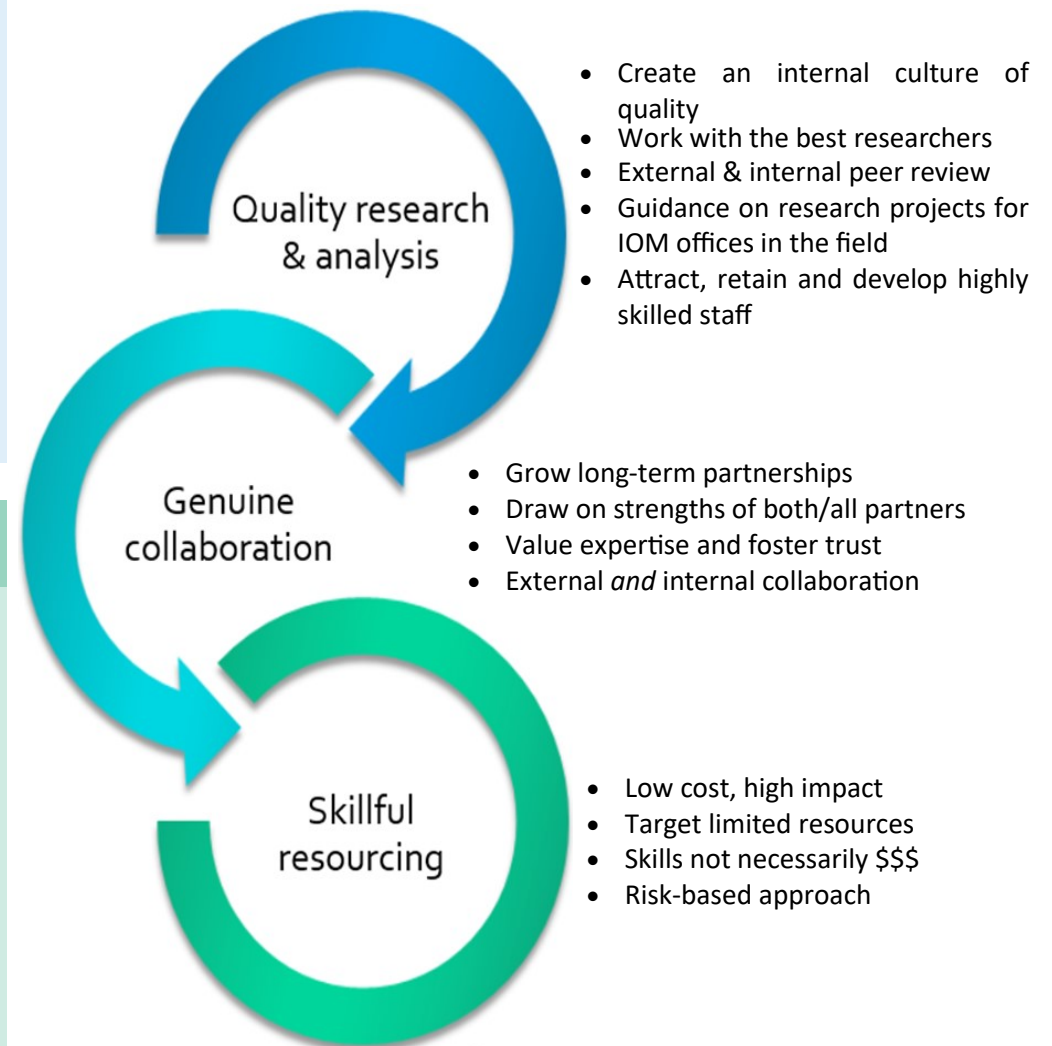 Quality research
& analysis
• Create an internal culture of
quality
• Work with the best researchers
• External & internal peer review
• Guidance on research projects for
IOM offices in the field
• Attract, retain and develop highly
skilled staff
Genuine
collaboration
• Grow long-term partnerships
• Draw on strengths of both/all partners
• Value expertise and foster trust
• External and internal collaboration
Skillful
resourcing
• Low cost, high impact
• Target limited resources
• Skills not necessarily $$$
• Risk-based approach